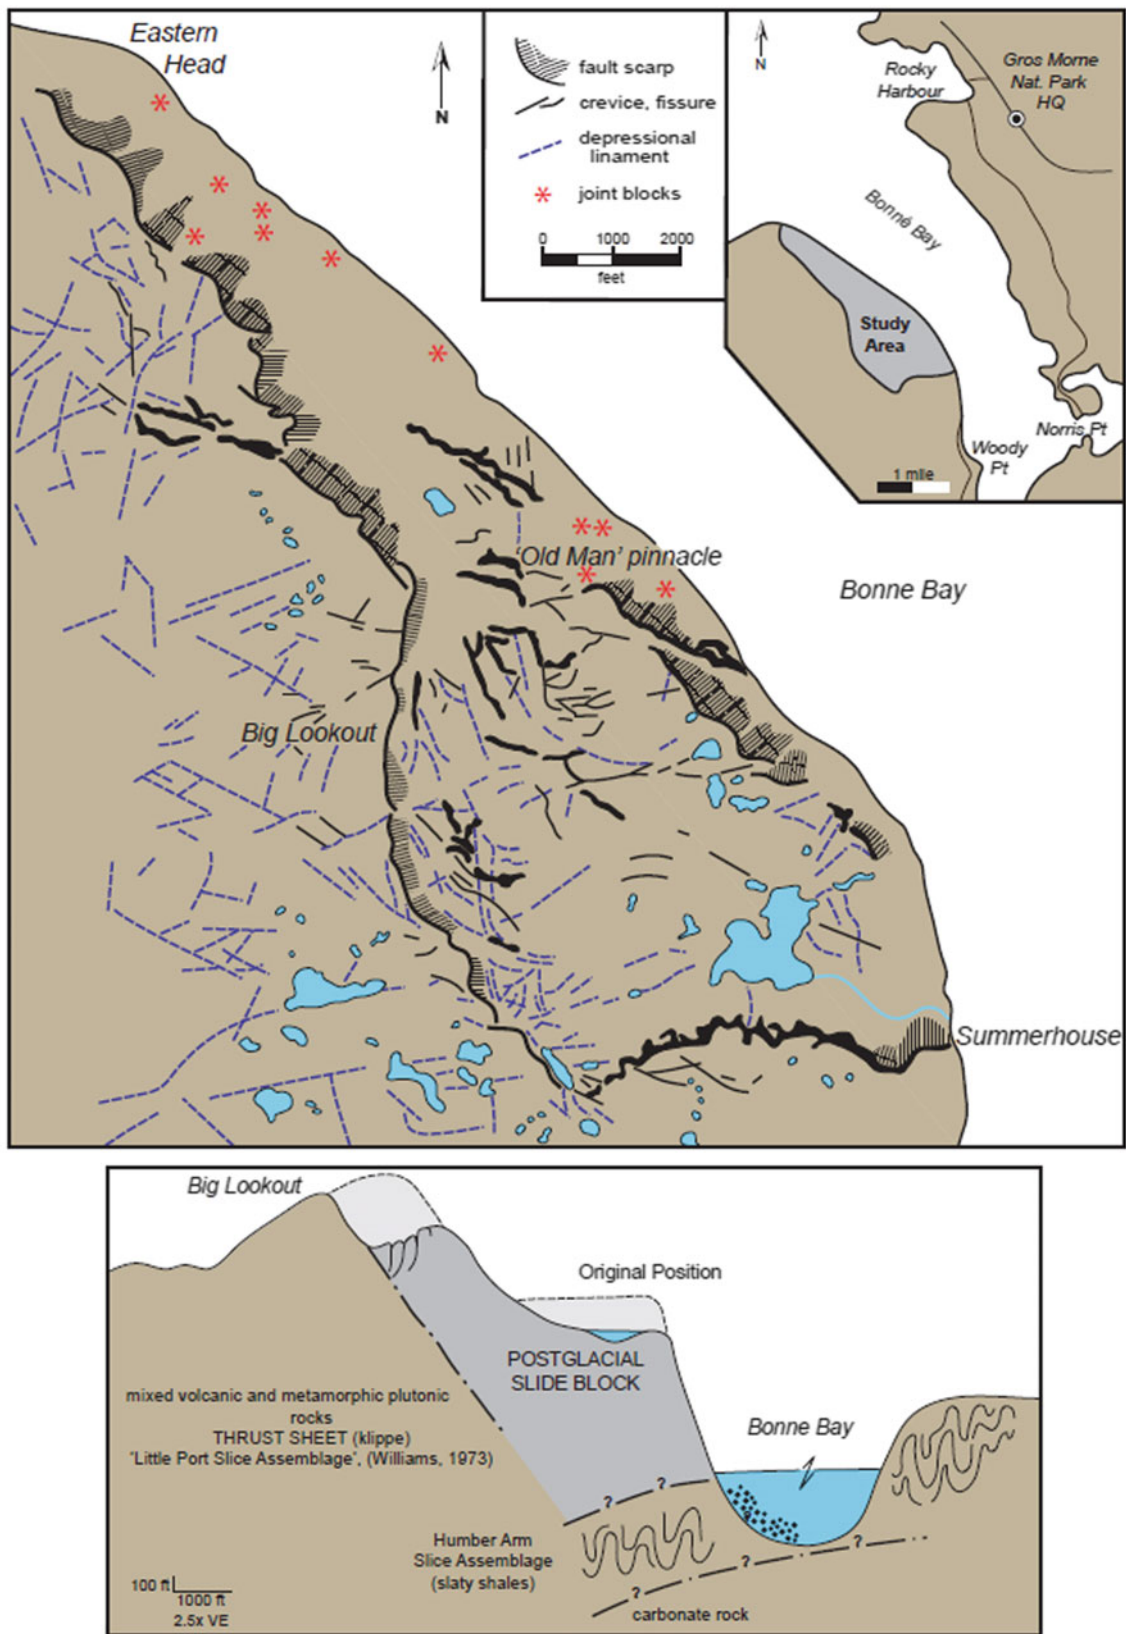 Eastern
Head
N
fault scarp
crevice, fissure
depressional
linament
joint blocks
0 1000 2000
feet
N
Rocky
Harbour
Gros Morne
Nat. Park
HQ
Bonne Bay
Study
Area
Norris Pt
Woody
Pt
1 mile
'Old Man' pinnacle
Bonne Bay
Big Lookout
Summerhouse
Big Lookout
Original Position
POSTGLACIAL
SLIDE BLOCK
mixed volcanic and metamorphic plutonic
rocks
THRUST SHEET (klippe)
'Little Port Slice Assemblage', (Williams, 1973)
Bonne Bay
? ?
Humber Arm
Slice Assemblage
(slaty shales)
? ? ?
carbonate rock
100 ft
1000 ft
2.5x VE